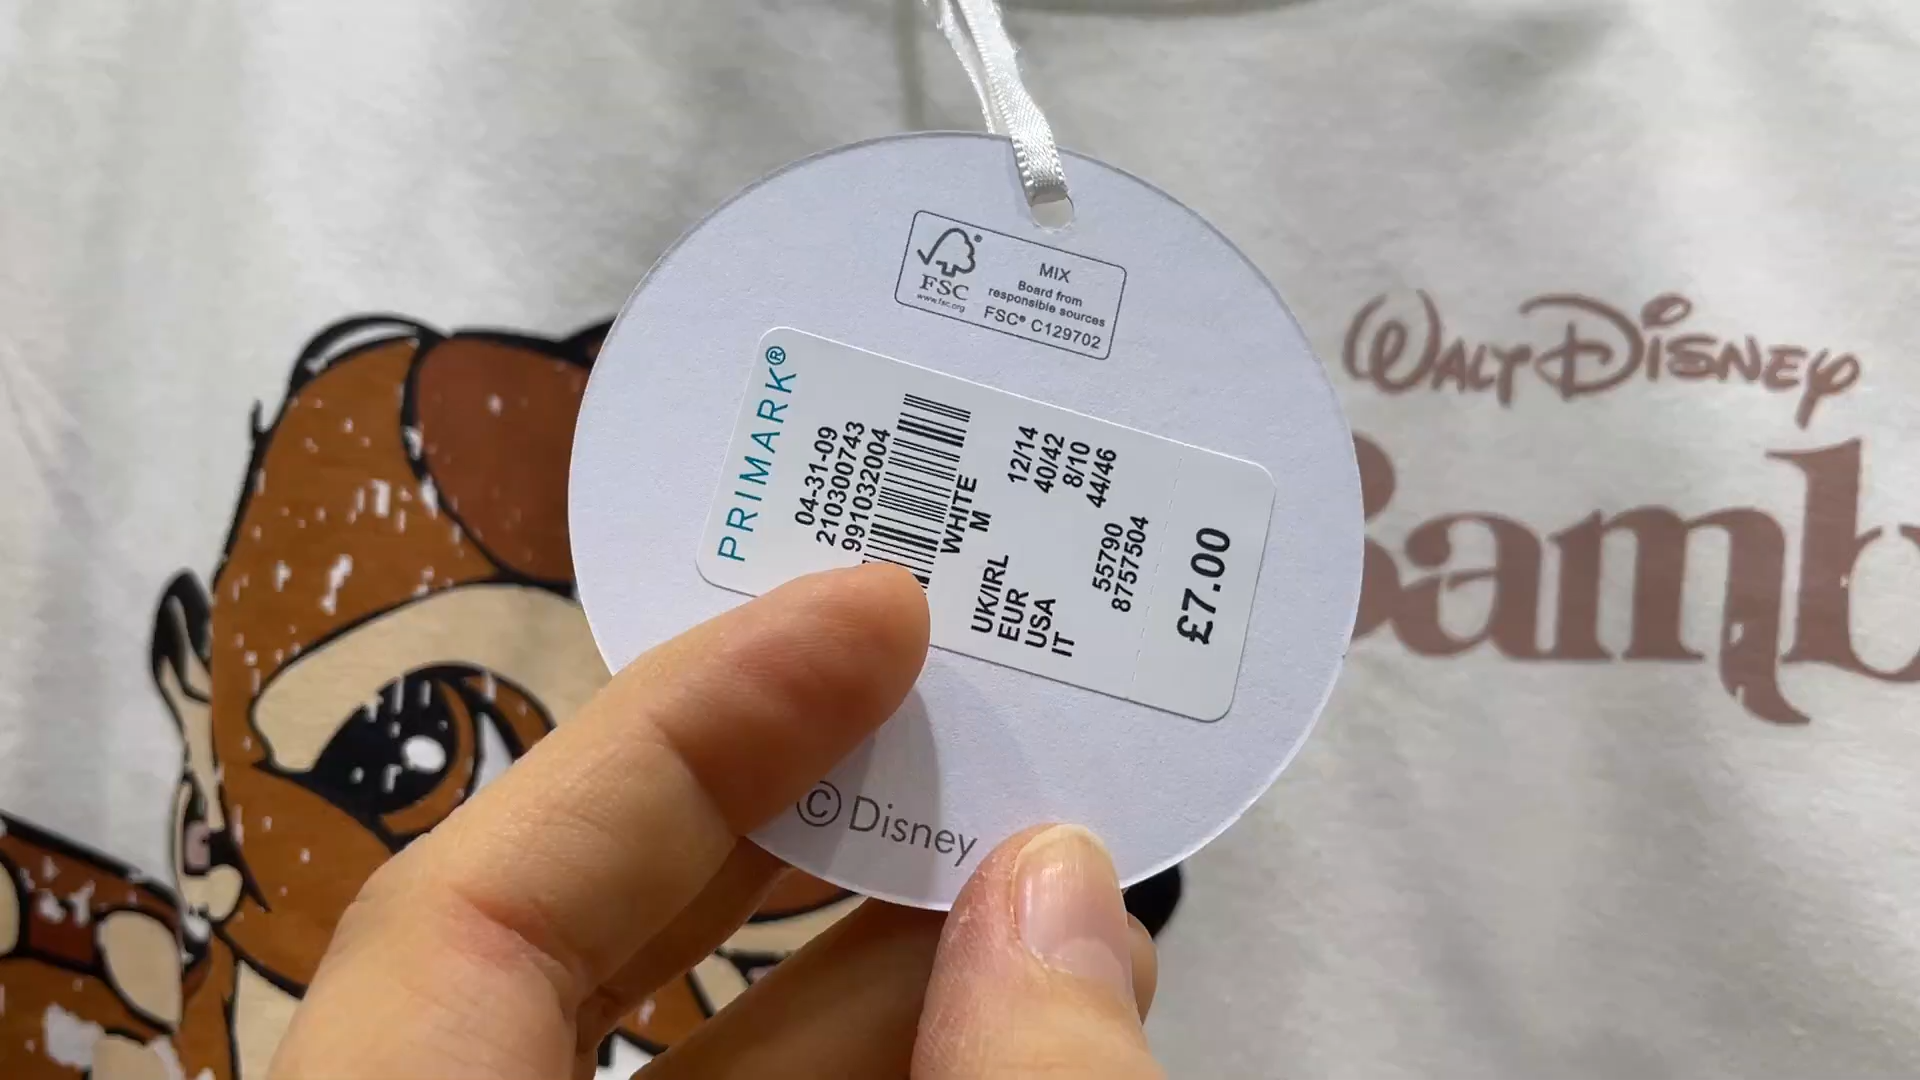 MIX
Board from
responsible sources
FSC® C129702
FSC
www.fsc.org
PRIMARK®
04-31-09
210300743
991032004
WHITE
M
UK/IRL 12/14
EUR 40/42
USA 8/10
IT 44/46
55790
8757504
£7.00
© Disney
WALT DISNEY
Bamb